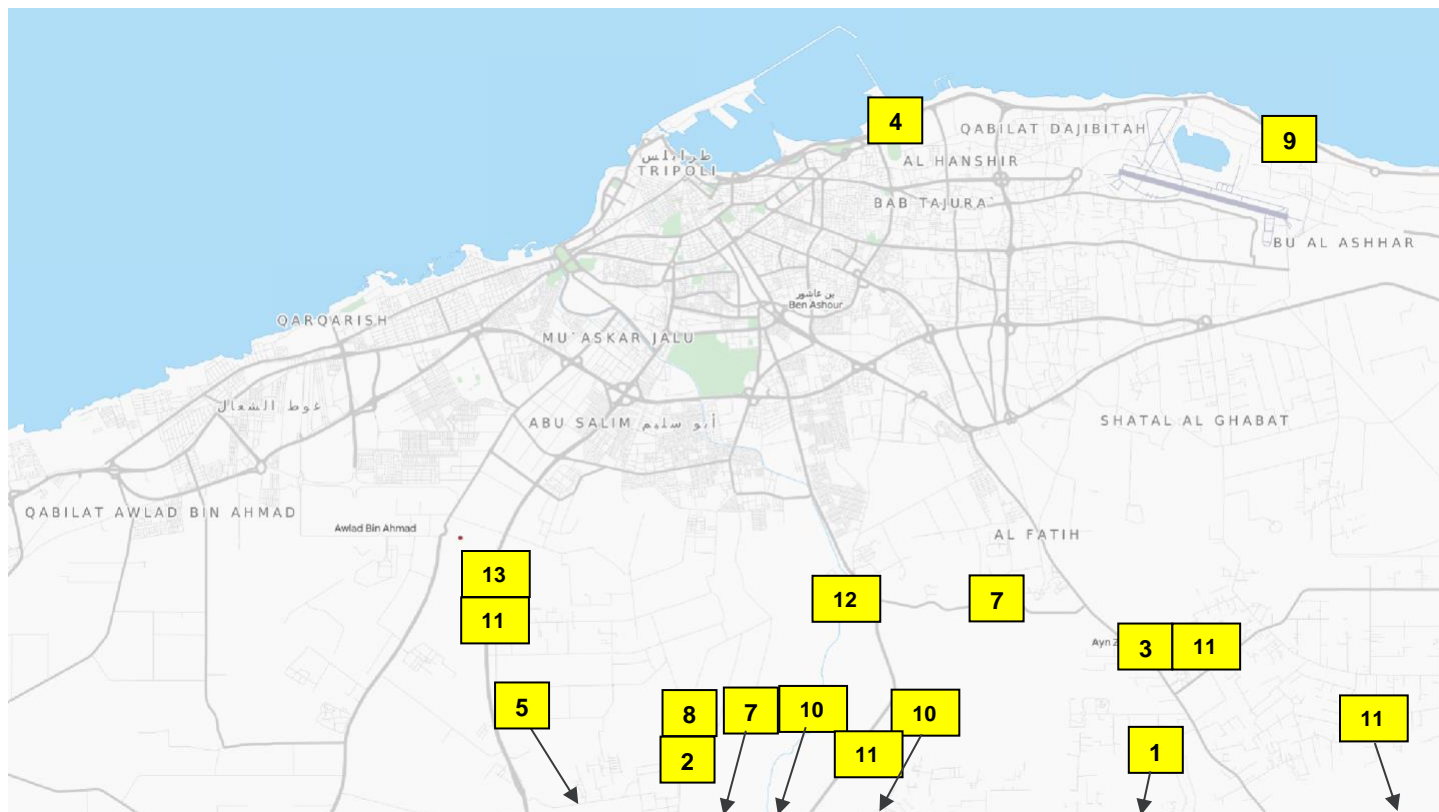 4
QABILAT DAJIBITAH
9
طرابلس
TRIPOLI
AL HANSHIR
BAB TAJURA`
BU AL ASHHAR
بن عاشور
Ben Ashour
QARQARISH
MU`ASKAR JALU
غوط الشعال
ABU SALIM أبو سليم
SHATAL AL GHABAT
QABILAT AWLAD BIN AHMAD
Awlad Bin Ahmad
AL FATIH
13
12
7
11
Ayn Z
3
11
5
8
7
10
10
11
2
11
1